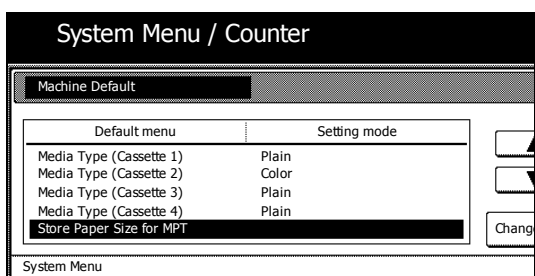 System Menu / Counter
Machine Default
Default menu Setting mode
Media Type (Cassette 1) Plain
Media Type (Cassette 2) Color
Media Type (Cassette 3) Plain
Media Type (Cassette 4) Plain
Store Paper Size for MPT
Chang
System Menu